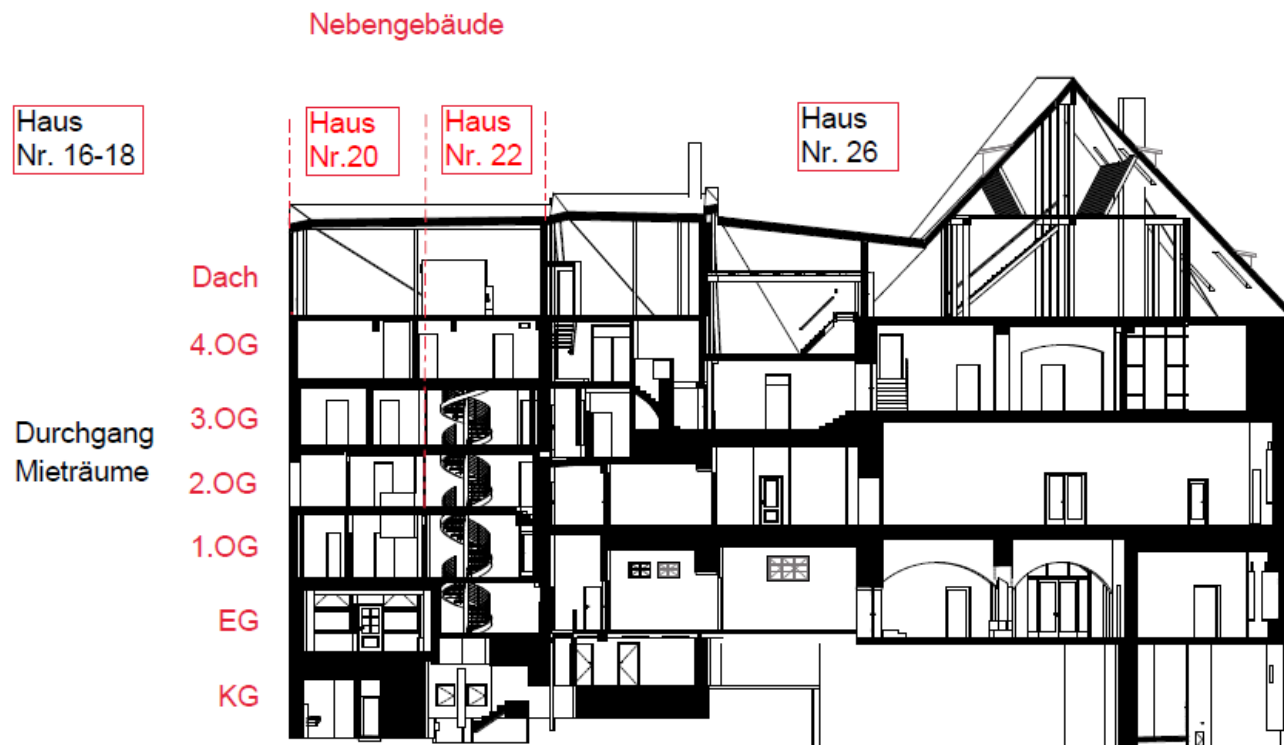 Nebengebäude
Haus
Nr. 16-18
Haus
Nr.20
Haus
Nr. 22
Haus
Nr. 26
Dach
4.OG
3.OG
Durchgang
Mieträume
2.OG
1.OG
EG
KG